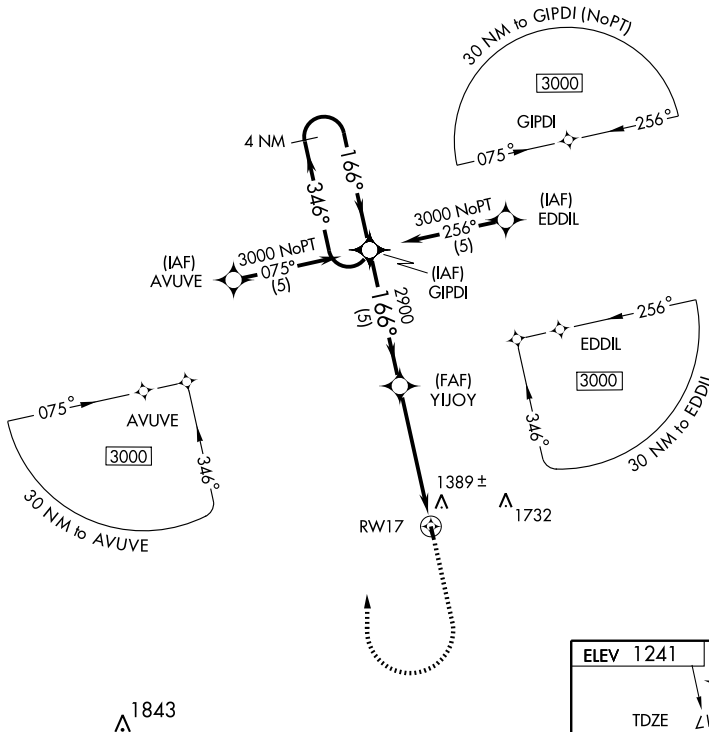 30 NM to GIPDI (NoPT)
3000
GIPDI
075°
256°
4 NM
166°
346°
3000 NoPT
256°
(5)
(IAF)
EDDIL
3000 NoPT
075°
(5)
(IAF)
AVUVE
(IAF)
GIPDI
2900
166°
(5)
(FAF)
YIJOY
256°
EDDIL
3000
346°
30 NM to EDDIL
075°
AVUVE
3000
346°
30 NM to AVUVE
1389 ±
1732
RW17
1843
ELEV 1241
TDZE
17